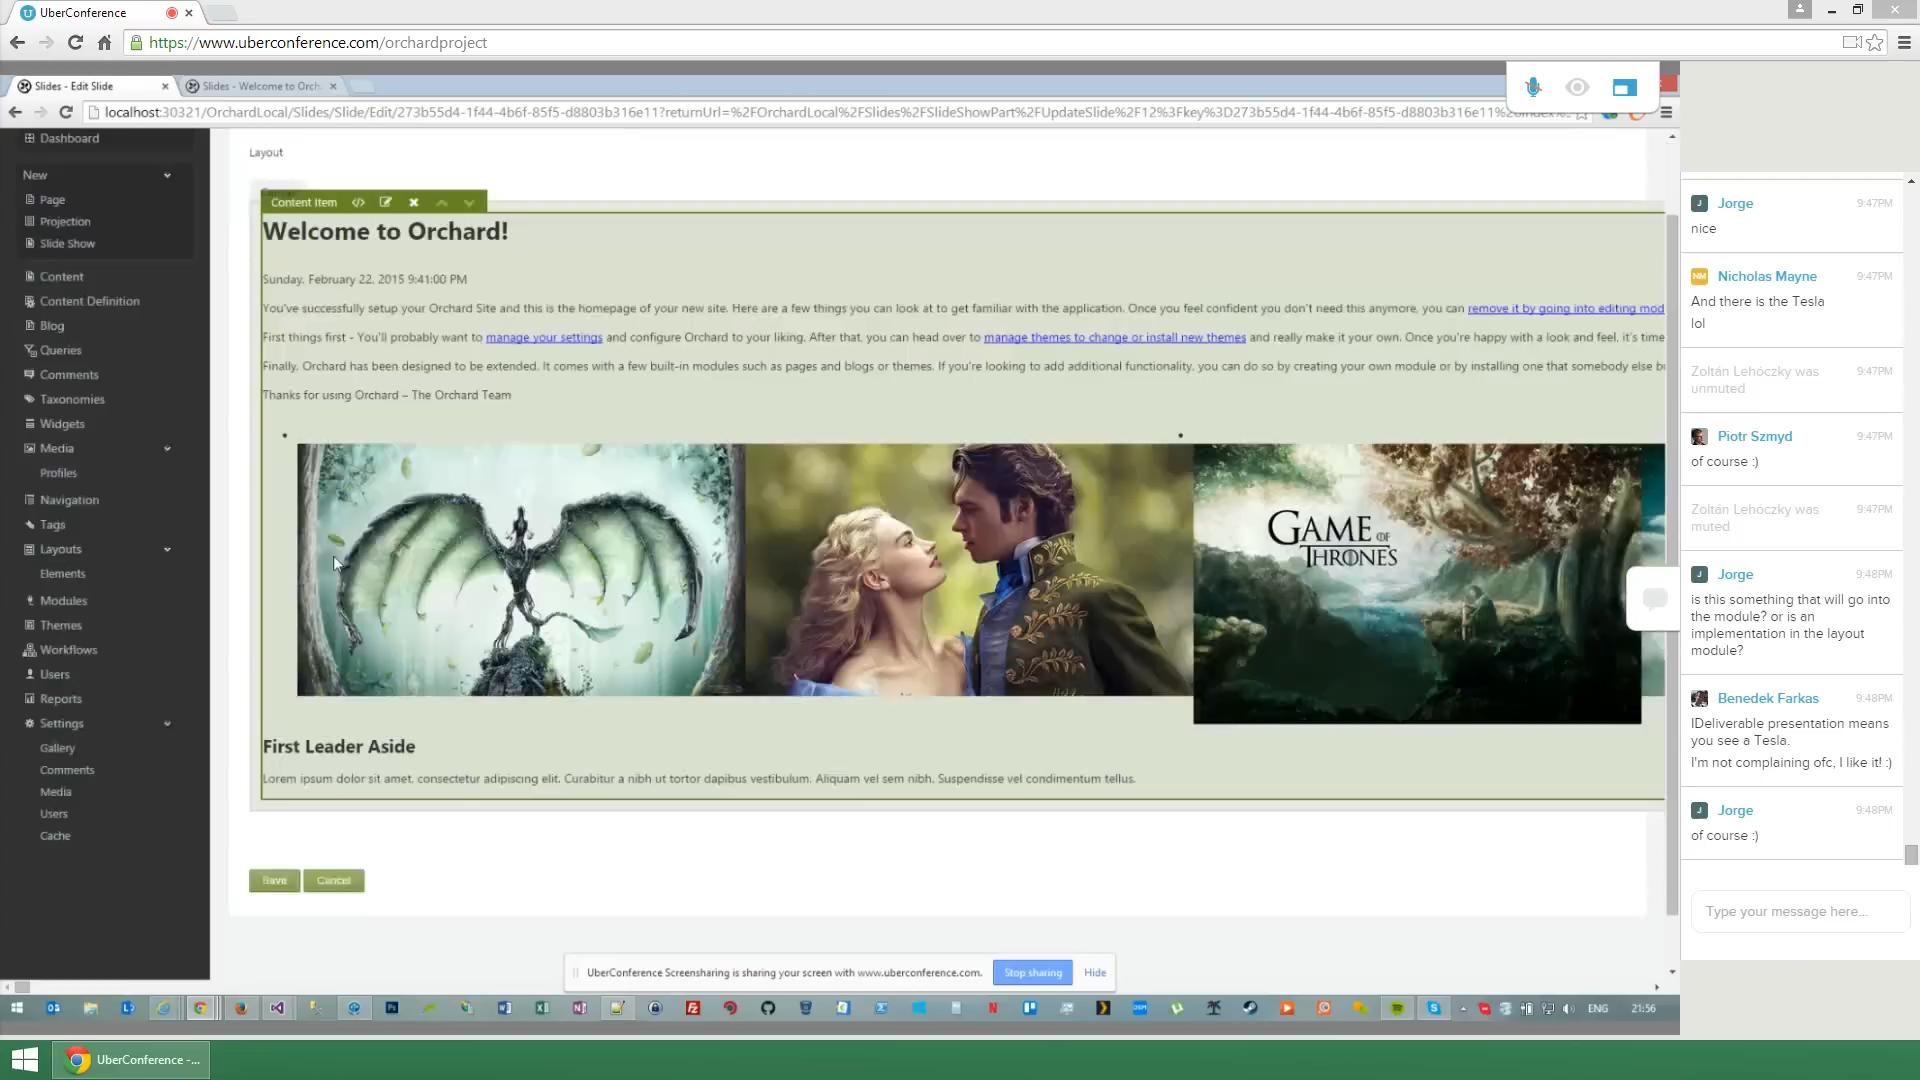 UberConference
https://www.uberconference.com/orchardproject
Slides - Edit Slide
Slides - Welcome to Orch
localhost:30321/OrchardLocal/Slides/Slide/Edit/273b55d4-1f44-4b6f-85f5-d8803b316e11?returnUrl=%2FOrchardLocal%2FSlides%2FSlideShowPart%2FUpdateSlide%2F12%3Fkey%3D273b55d4-1f44-4b6f-85f5-d8803b316e11%26index
Dashboard
New
Page
Projection
Slide Show
Content
Content Definition
Blog
Queries
Comments
Taxonomies
Widgets
Media
Profiles
Navigation
Tags
Layouts
Elements
Modules
Themes
Workflows
Users
Reports
Settings
Gallery
Comments
Media
Users
Cache
Layout
Content Item
Welcome to Orchard!
Sunday, February 22, 2015 9:41:00 PM
You've successfully setup your Orchard Site and this is the homepage of your new site. Here are a few things you can look at to get familiar with the application. Once you feel confident you don't need this anymore, you can remove it by going into editing mod
First things first - You'll probably want to manage your settings and configure Orchard to your liking. After that, you can head over to manage themes to change or install new themes and really make it your own. Once you're happy with a look and feel, it's time
Finally, Orchard has been designed to be extended. It comes with a few built-in modules such as pages and blogs or themes. If you're looking to add additional functionality, you can do so by creating your own module or by installing one that somebody else bu
Thanks for using Orchard – The Orchard Team
GAME OF
THRONES
First Leader Aside
Lorem ipsum dolor sit amet, consectetur adipiscing elit. Curabitur a nibh ut tortor dapibus vestibulum. Aliquam vel sem nibh. Suspendisse vel condimentum tellus.
Save
Cancel
UberConference Screensharing is sharing your screen with www.uberconference.com.
Stop sharing
Hide
Jorge
9:47PM
nice
NM
Nicholas Mayne
9:47PM
And there is the Tesla
lol
Zoltán Lehóczky was
unmuted
9:47PM
Piotr Szmyd
9:47PM
of course :)
Zoltán Lehóczky was
muted
9:47PM
Jorge
9:48PM
is this something that will go into
the module? or is an
implementation in the layout
module?
Benedek Farkas
9:48PM
IDeliverable presentation means
you see a Tesla.
I'm not complaining ofc, I like it! :)
Jorge
9:48PM
of course :)
Type your message here...
ENG
21:56
UberConference -...